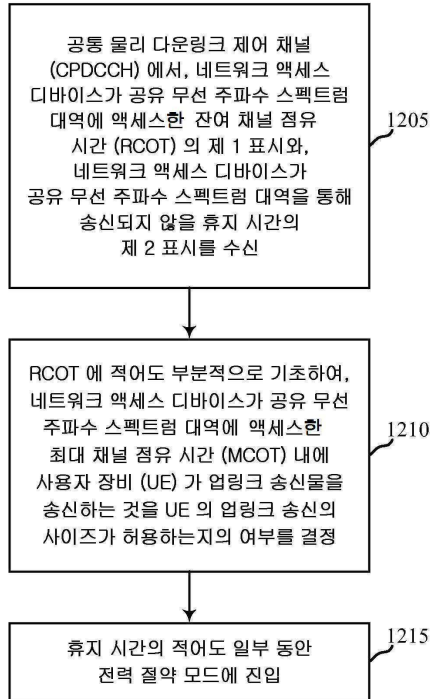 공통 물리 다운링크 제어 채널
(CPDCCH) 에서, 네트워크 액세스
디바이스가 공유 무선 주파수 스펙트럼
대역에 액세스한 잔여 채널 점유
시간 (RCOT) 의 제 1 표시와,
네트워크 액세스 디바이스가
공유 무선 주파수 스펙트럼 대역을 통해
송신되지 않을 휴지 시간의
제 2 표시를 수신
1205
RCOT 에 적어도 부분적으로 기초하여,
네트워크 액세스 디바이스가 공유 무선
주파수 스펙트럼 대역에 액세스한
최대 채널 점유 시간 (MCOT) 내에
사용자 장비 (UE) 가 업링크 송신물을
송신하는 것을 UE 의 업링크 송신의
사이즈가 허용하는지의 여부를 결정
1210
휴지 시간의 적어도 일부 동안
전력 절약 모드에 진입
1215